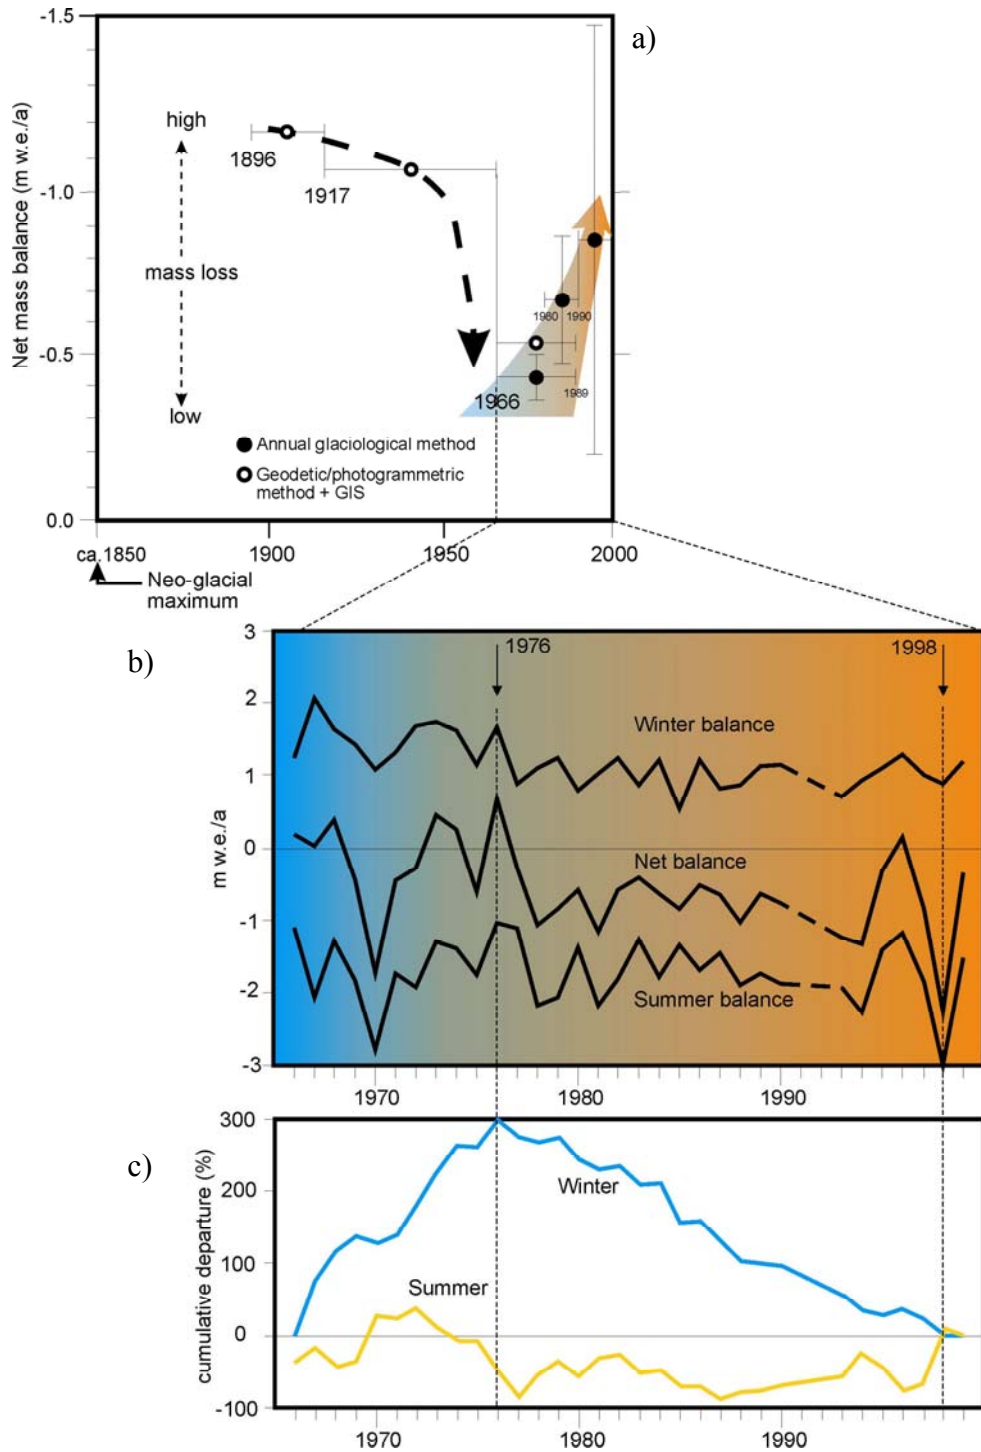 a)
-1.5
-1.0
-0.5
0.0
Net mass balance (m w.e./a)
high
mass loss
low
1896
1917
1966
1980
1990
1989
Annual glaciological method
Geodetic/photogrammetric
method + GIS
ca.1850
1900
1950
2000
Neo-glacial
maximum
b)
3
2
1
0
-1
-2
-3
m w.e./a
1976
1998
Winter balance
Net balance
Summer balance
1970
1980
1990
c)
300
200
100
0
-100
cumulative departure (%)
Winter
Summer
1970
1980
1990